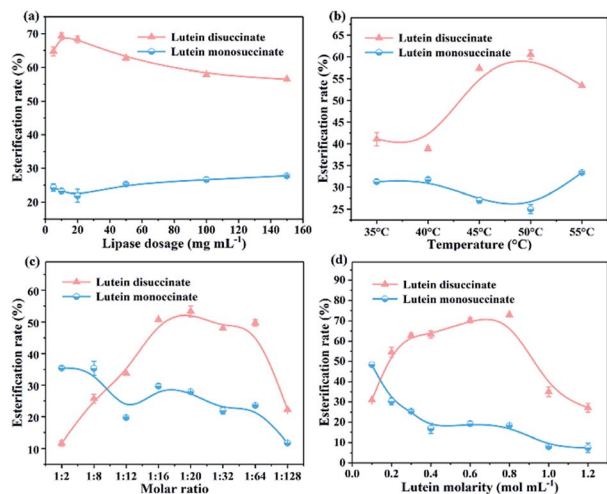 (a)
Lutein disuccinate
Lutein monosuccinate
Esterification rate (%)
70
60
50
40
30
20
0 20 40 60 80 100 120 140 160
Lipase dosage (mg mL-1)
(b)
Lutein disuccinate
Lutein monosuccinate
Esterification rate (%)
65
60
55
50
45
40
35
30
25
35°C 40°C 45°C 50°C 55°C
Temperature (°C)
(c)
Lutein disuccinate
Lutein monoccinate
Esterification rate (%)
60
50
40
30
20
10
1:2 1:8 1:12 1:16 1:20 1:32 1:64 1:128
Molar ratio
(d)
Lutein disuccinate
Lutein monosuccinate
Esterification rate (%)
90
80
70
60
50
40
30
20
10
0
0.2 0.4 0.6 0.8 1.0 1.2
Lutein molarity (mol mL-1)